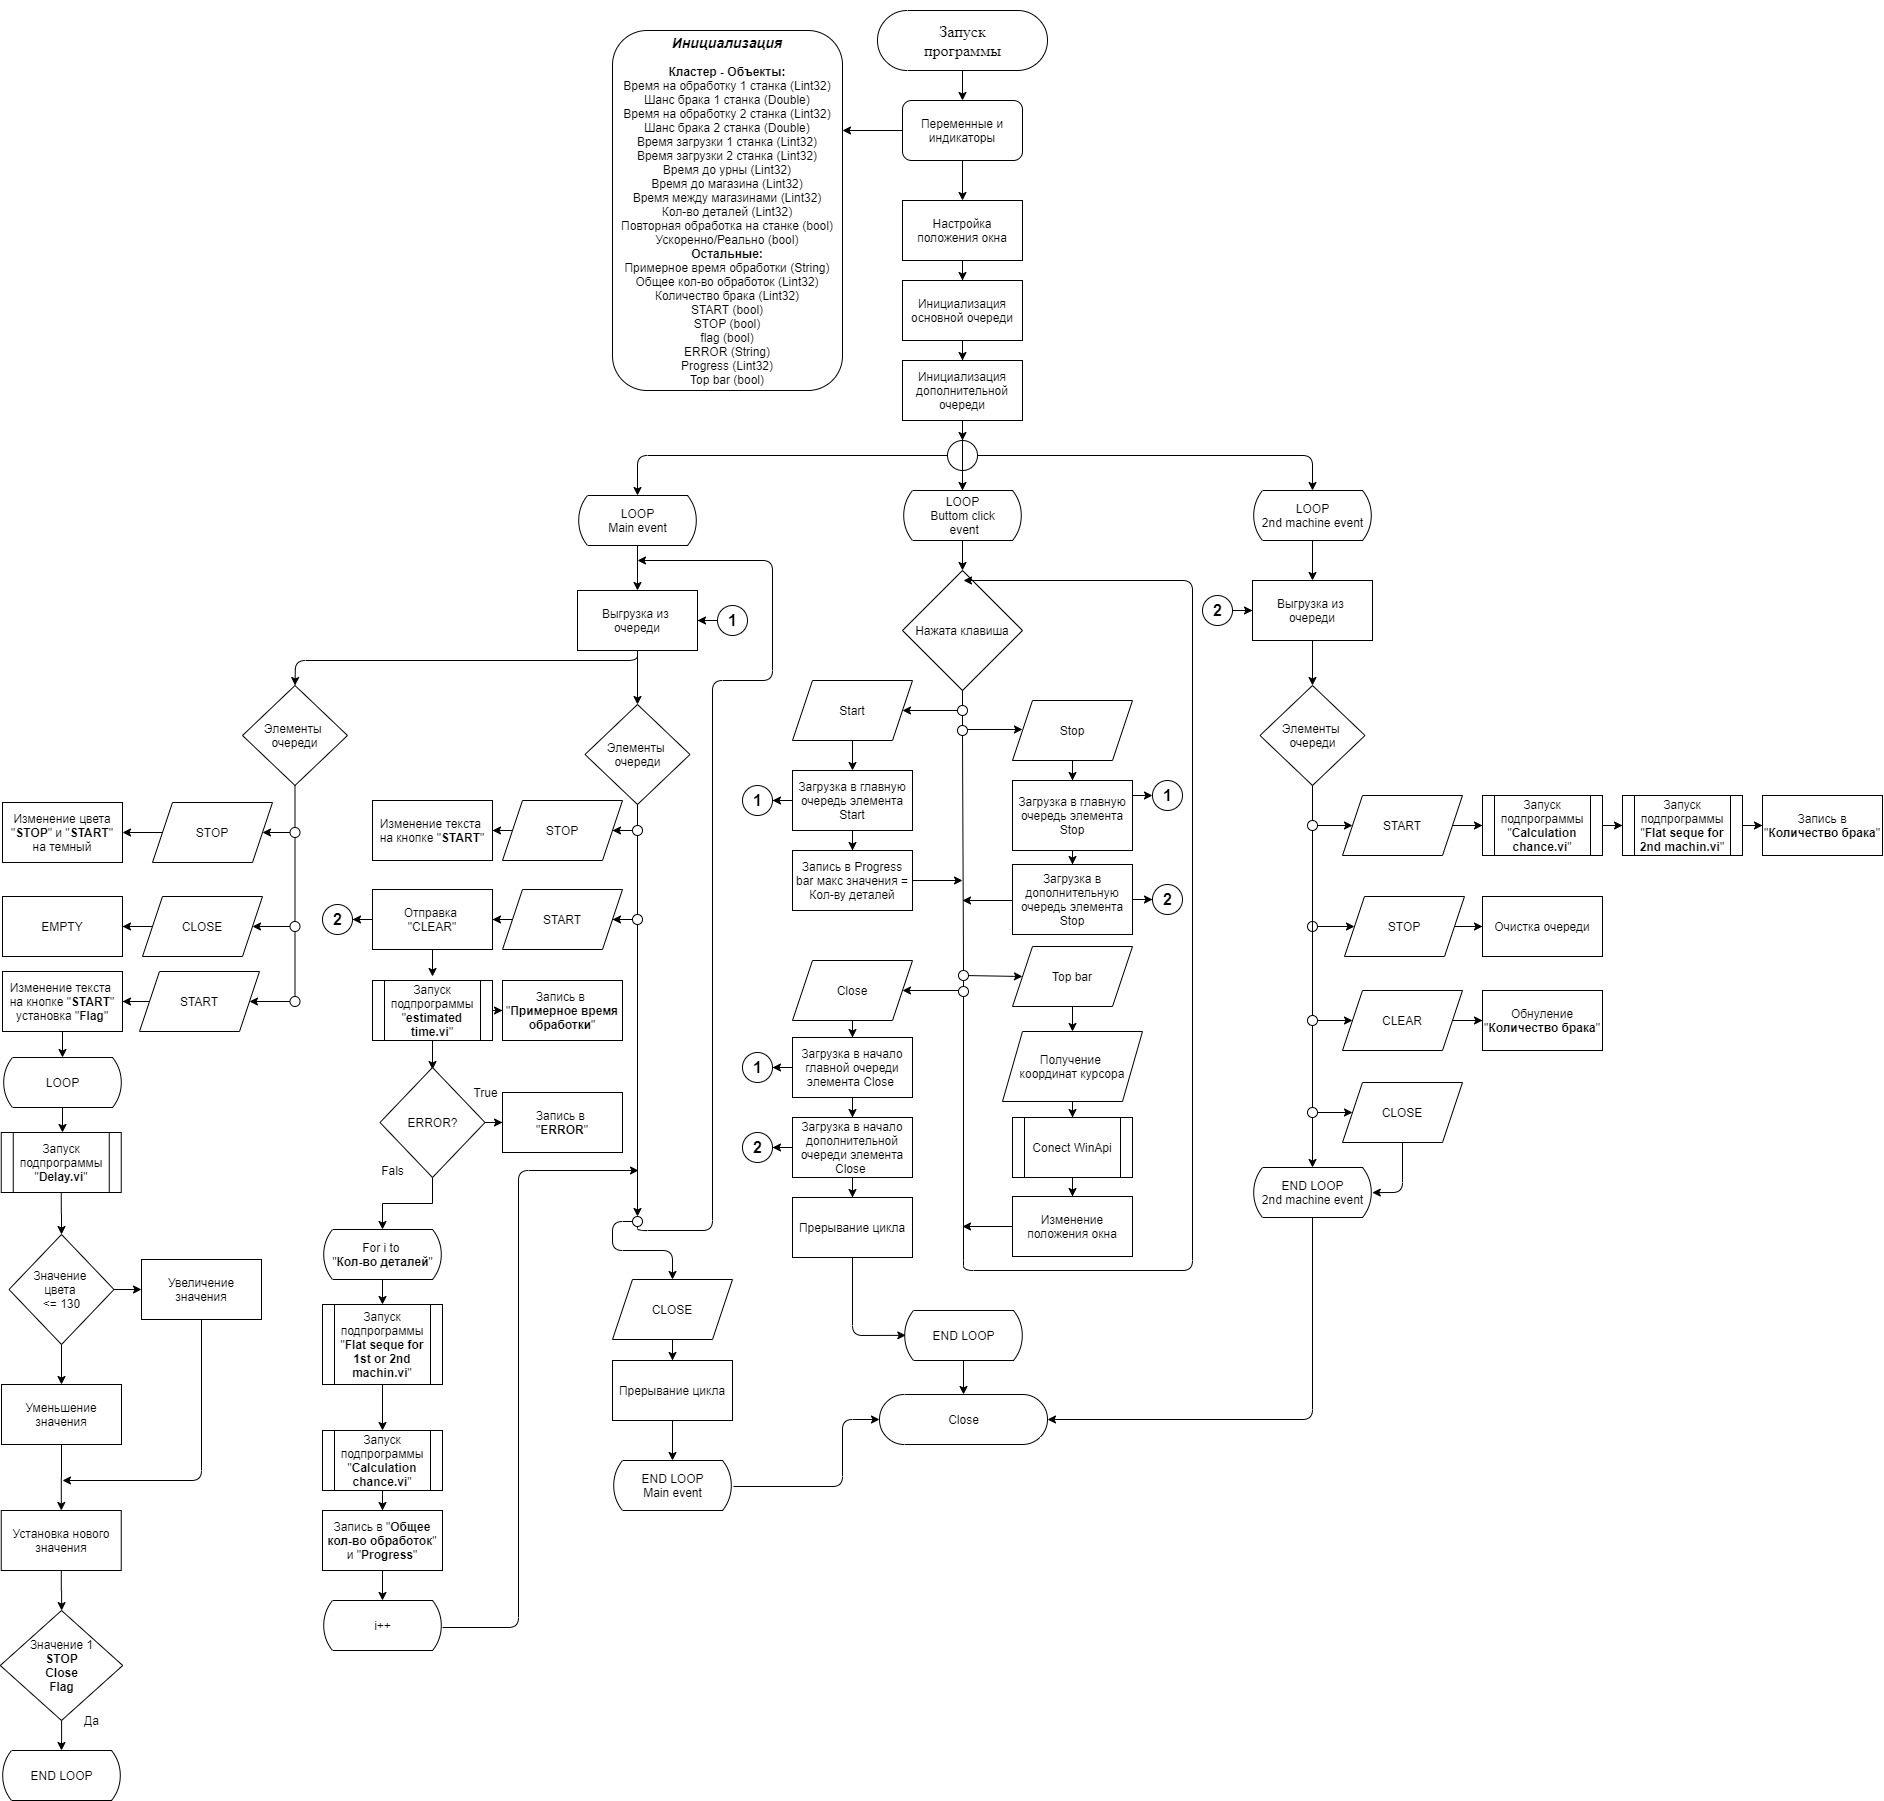 Запуск
программы
Инициализация
Кластер - Объекты:
Время на обработку 1 станка (Lint32)
Шанс брака 1 станка (Double)
Время на обработку 2 станка (Lint32)
Шанс брака 2 станка (Double)
Время загрузки 1 станка (Lint32)
Время загрузки 2 станка (Lint32)
Время до урны (Lint32)
Время до магазина (Lint32)
Время между магазинами (Lint32)
Кол-во деталей (Lint32)
Повторная обработка на станке (bool)
Ускоренно/Реально (bool)
Остальные:
Примерное время обработки (String)
Общее кол-во обработок (Lint32)
Количество брака (Lint32)
START (bool)
STOP (bool)
flag (bool)
ERROR (String)
Progress (Lint32)
Top bar (bool)
Переменные и
индикаторы
Настройка
положения окна
Инициализация
основной очереди
Инициализация
дополнительной
очереди
LOOP
Main event
Выгрузка из
очереди
1
Элементы
очереди
STOP
Изменение цвета
"STOP" и "START"
на темный
CLOSE
EMPTY
START
Изменение текста
на кнопке "START"
установка "Flag"
LOOP
Запуск
подпрограммы
"Delay.vi"
Значение
цвета
<= 130
Увеличение
значения
Уменьшение
значения
Установка нового
значения
Значение 1
STOP
Close
Flag
Да
END LOOP
Элементы
очереди
STOP
Изменение текста
на кнопке "START"
START
Отправка
"CLEAR"
2
Запуск
подпрограммы
"estimated
time.vi"
Запись в
"Примерное время
обработки"
ERROR?
True
Запись в
"ERROR"
Fals
For i to
"Кол-во деталей"
Запуск
подпрограммы
"Flat seque for
1st or 2nd
machin.vi"
Запуск
подпрограммы
"Calculation
chance.vi"
Запись в "Общее
кол-во обработок"
и "Progress"
i++
CLOSE
Прерывание цикла
END LOOP
Main event
LOOP
Buttom click
event
Нажата клавиша
Start
Загрузка в главную
очередь элемента
Start
1
Запись в Progress
bar макс значения =
Кол-ву деталей
Stop
Загрузка в главную
очередь элемента
Stop
1
Загрузка в
дополнительную
очередь элемента
Stop
2
Close
Загрузка в начало
главной очереди
элемента Close
1
Загрузка в начало
дополнительной
очереди элемента
Close
2
Прерывание цикла
Top bar
Получение
координат курсора
Conect WinApi
Изменение
положения окна
END LOOP
Close
LOOP
2nd machine event
2
Выгрузка из
очереди
Элементы
очереди
START
Запуск
подпрограммы
"Calculation
chance.vi"
Запуск
подпрограммы
"Flat seque for
2nd machin.vi"
Запись в
"Количество брака"
STOP
Очистка очереди
CLEAR
Обнуление
"Количество брака"
CLOSE
END LOOP
2nd machine event